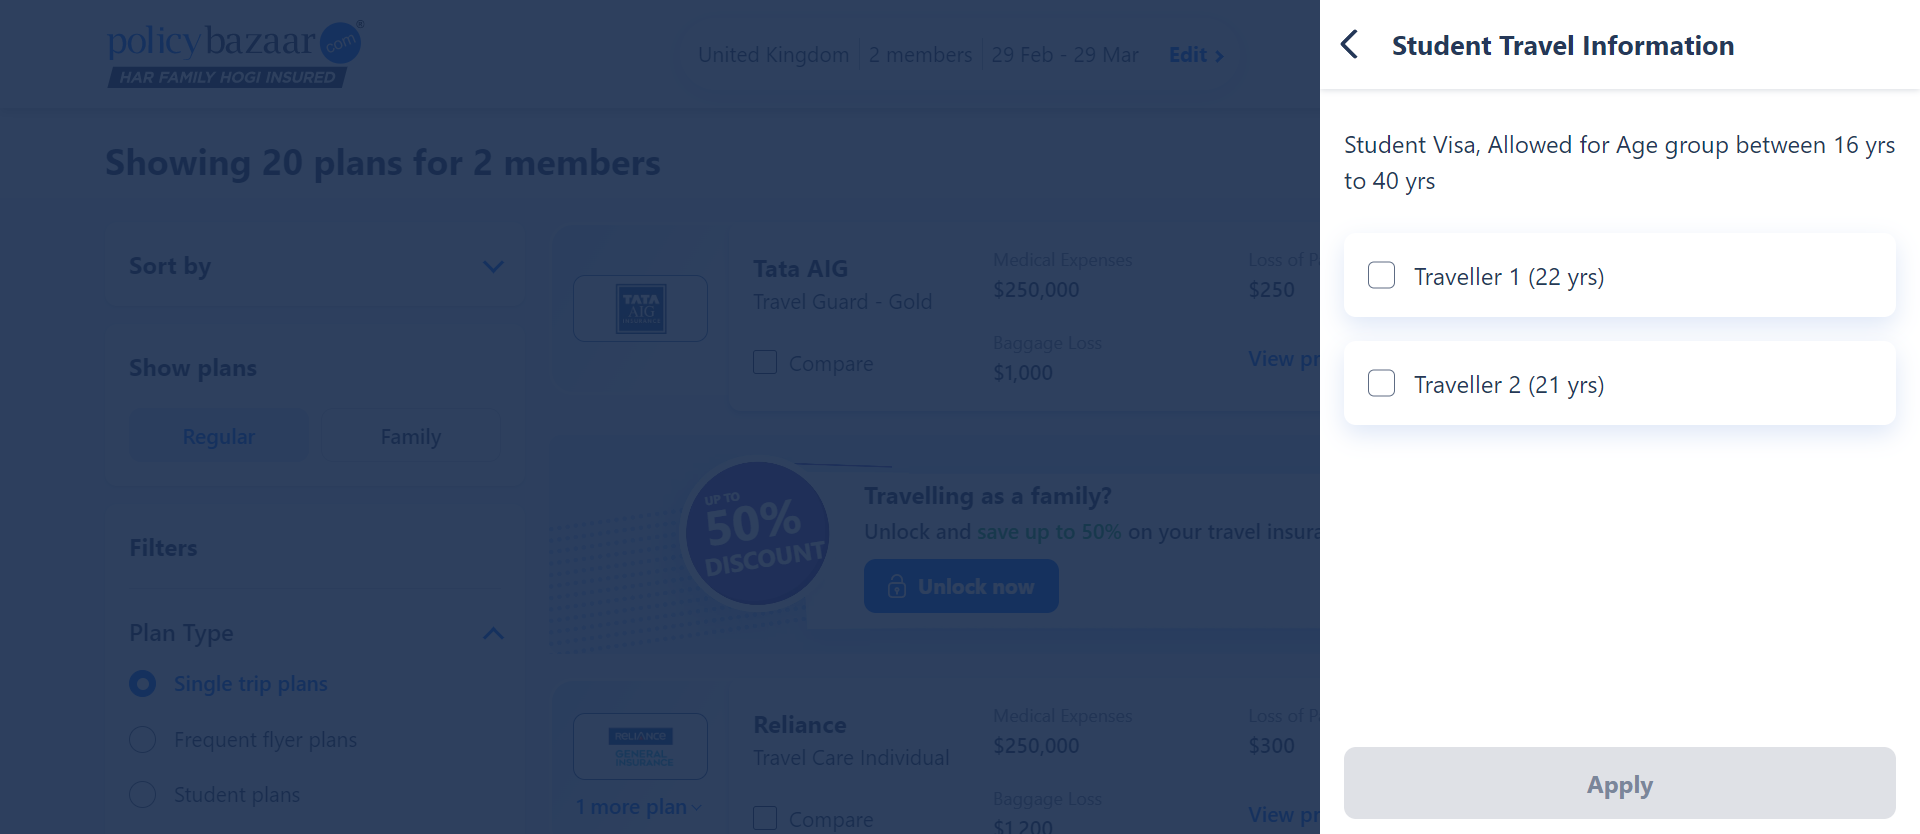 policybazaar com
HAR FAMILY HOGI INSURED
United Kingdom 2 members 29 Feb - 29 Mar Edit
Showing 20 plans for 2 members
Sort by
Show plans
Regular Family
Filters
Plan Type
Single trip plans
Frequent flyer plans
Student plans
TATA
AIG
INSURANCE
Tata AIG
Travel Guard - Gold
Compare
Medical Expenses
$250,000
Baggage Loss
$1,000
Loss of P
$250
View pr
UP TO
50%
DISCOUNT
Travelling as a family?
Unlock and save up to 50% on your travel insura
Unlock now
RELIANCE
GENERAL
INSURANCE
1 more plan
Reliance
Travel Care Individual
Compare
Medical Expenses
$250,000
Baggage Loss
$1,200
Loss of P
$300
View pr
Student Travel Information
Student Visa, Allowed for Age group between 16 yrs
to 40 yrs
Traveller 1 (22 yrs)
Traveller 2 (21 yrs)
Apply